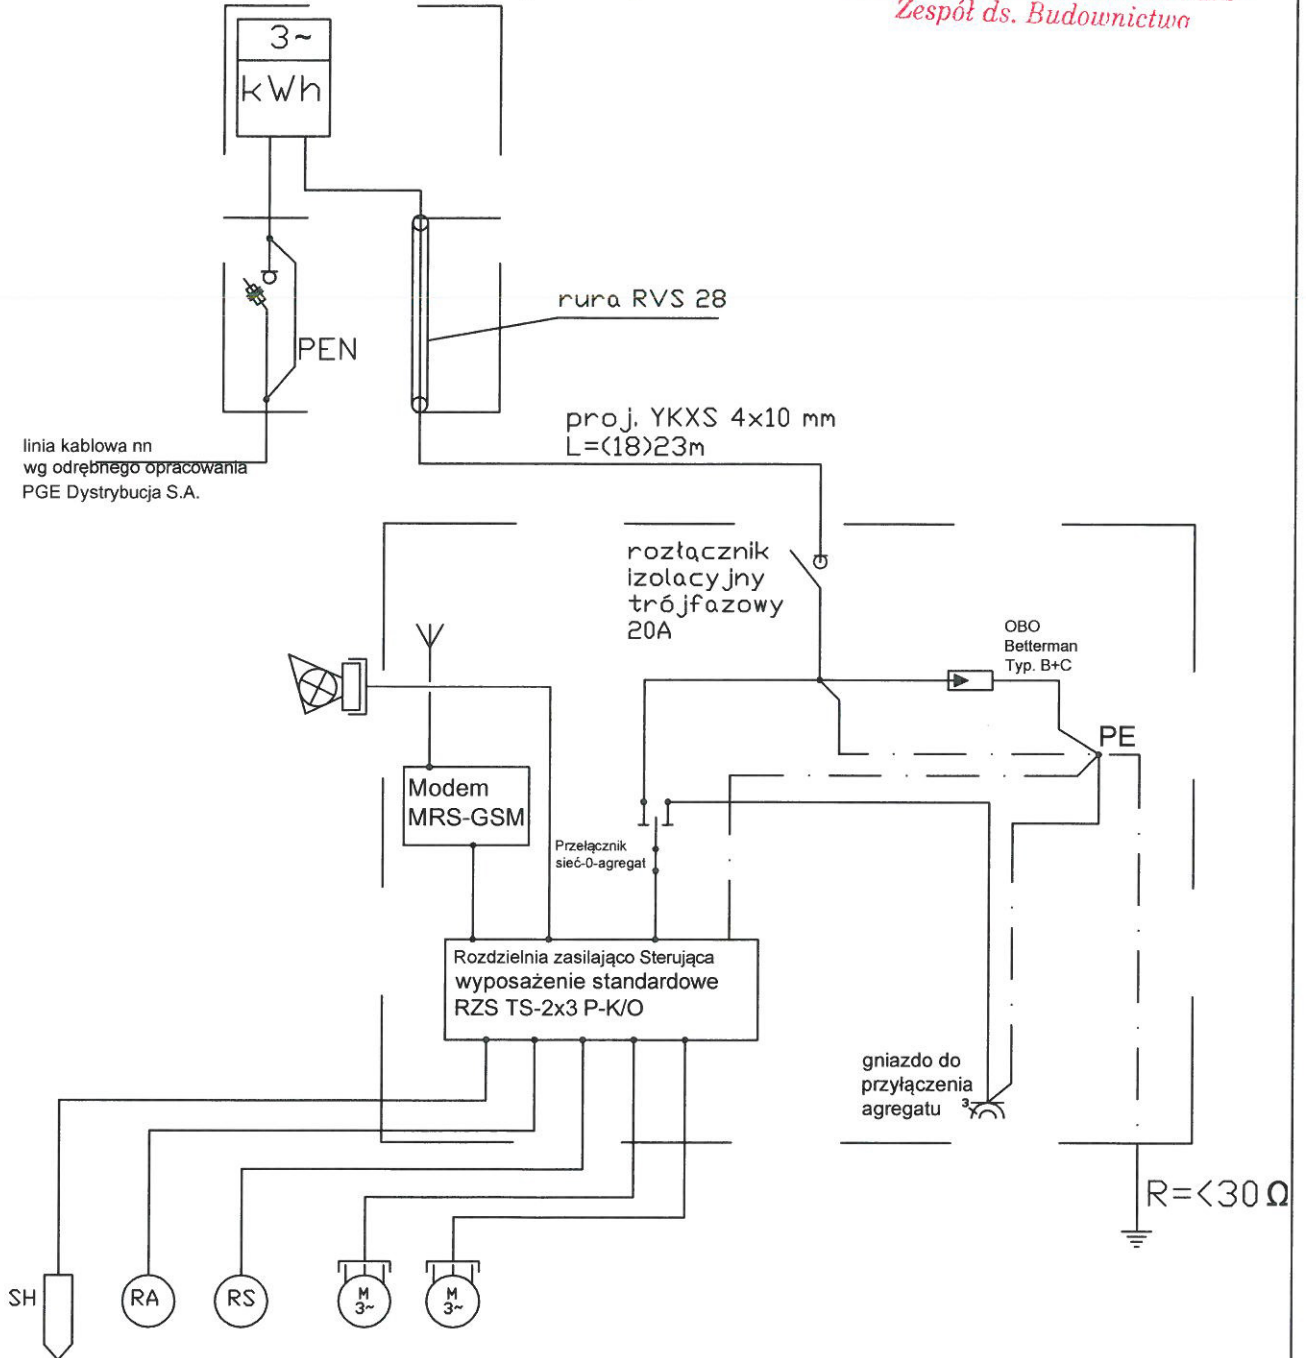 Zespół ds. Budownictwa
3~
kWh
PEN
rura RVS 28
proj. YKXS 4x10 mm
L=(18)23m
linia kablowa nn
wg odrębnego opracowania
PGE Dystrybucja S.A.
rozłącznik
izolacyjny
trójfazowy
20A
OBO
Betterman
Typ. B+C
PE
Modem
MRS-GSM
Przełącznik
sieć-0-agregat
Rozdzielnia zasilająco Sterująca
wyposażenie standardowe
RZS TS-2x3 P-K/O
gniazdo do
przyłączenia
agregatu
3
R=<30Ω
SH
RA
RS
M
3~
M
3~